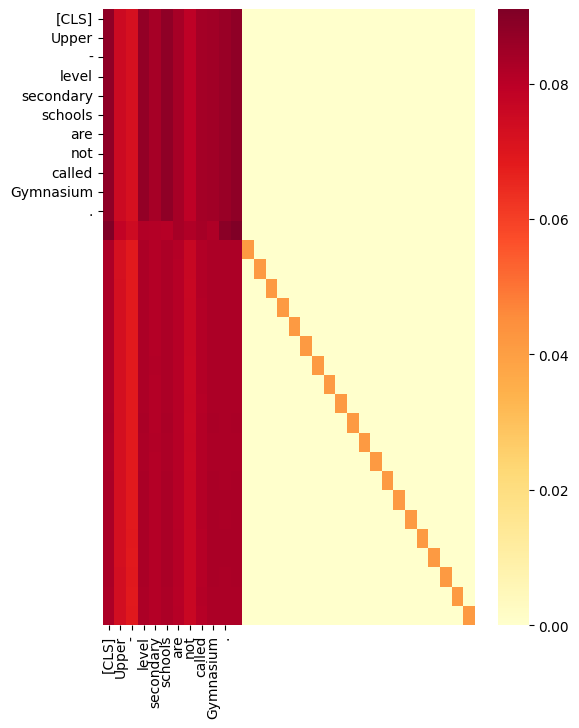 [CLS]
Upper
-
level
secondary
schools
are
not
called
Gymnasium
.
0.08
0.06
0.04
0.02
0.00
[CLS]
Upper
-
level
secondary
schools
are
not
called
Gymnasium
.